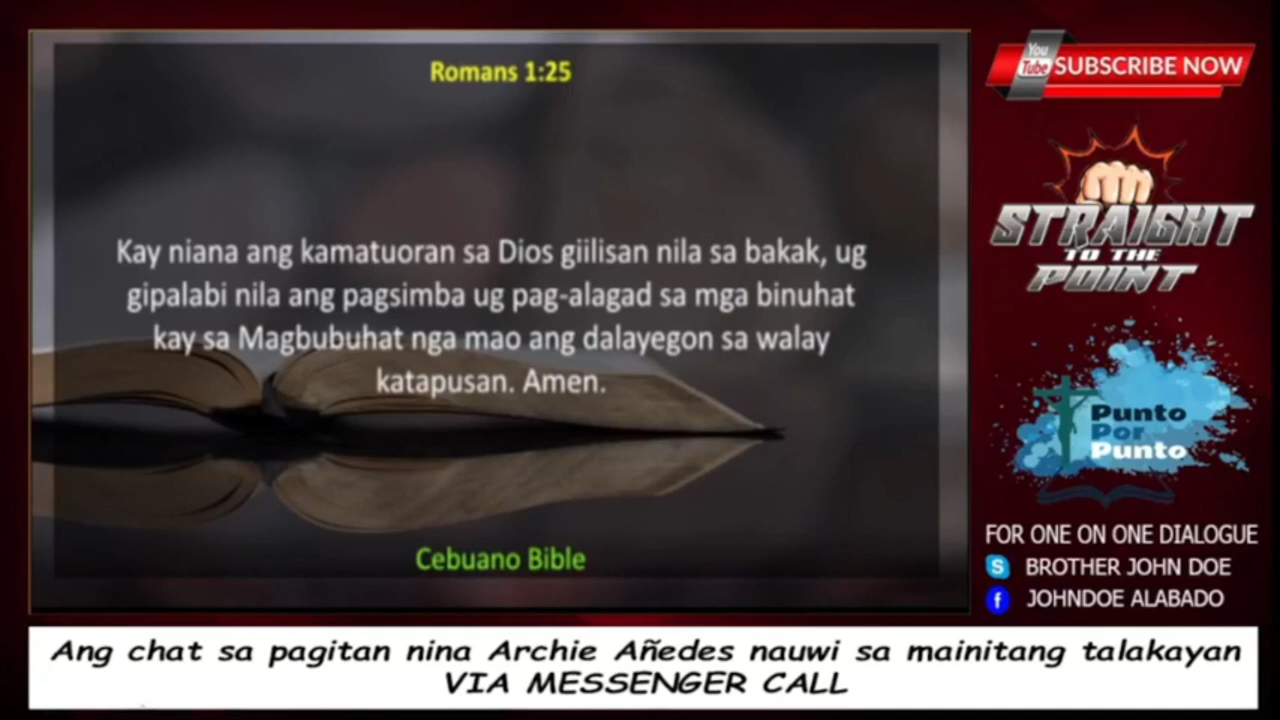 Romans 1:25
Kay niana ang kamatuoran sa Dios giilisan nila sa bakak, ug
gipalabi nila ang pagsimba ug pag-alagad sa mga binuhat
kay sa Magbubuhat nga mao ang dalayegon sa walay
katapusan. Amen.
Cebuano Bible
You
Tube
SUBSCRIBE NOW
STRAIGHT
TO THE
POINT
Punto
Por
Punto
FOR ONE ON ONE DIALOGUE
BROTHER JOHN DOE
JOHNDOE ALABADO
Ang chat sa pagitan nina Archie Añedes nauwi sa mainitang talakayan
VIA MESSENGER CALL